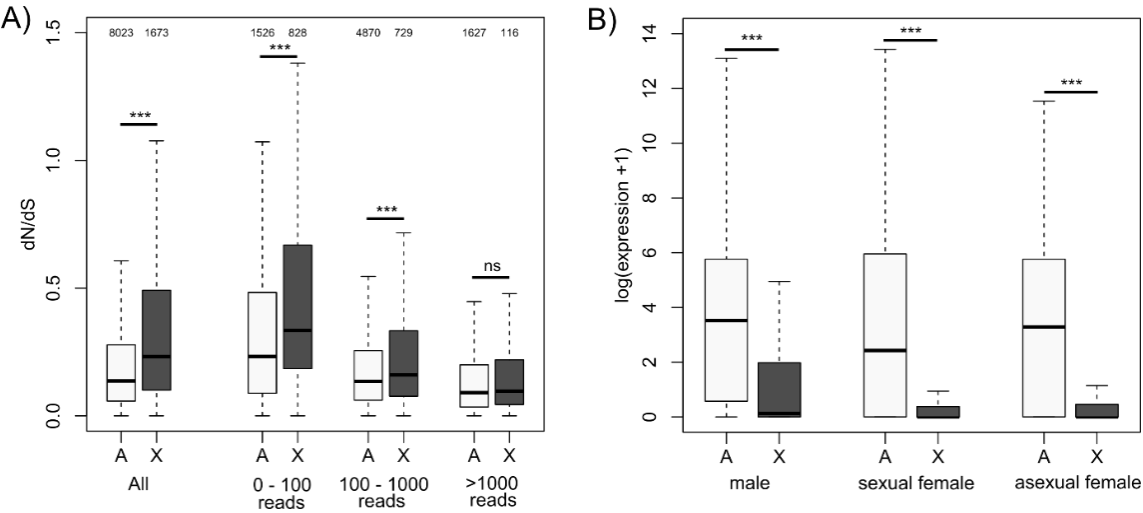 A)
dN/dS
1.5
1.0
0.5
0.0
8023 1673 1526 828 4870 729 1627 116
***
***
***
ns
A X A X A X A X
All
0 - 100
reads
100 - 1000
reads
>1000
reads
B)
log(expression +1)
14
12
10
8
6
4
2
0
***
***
***
A X A X A X
male sexual female asexual female